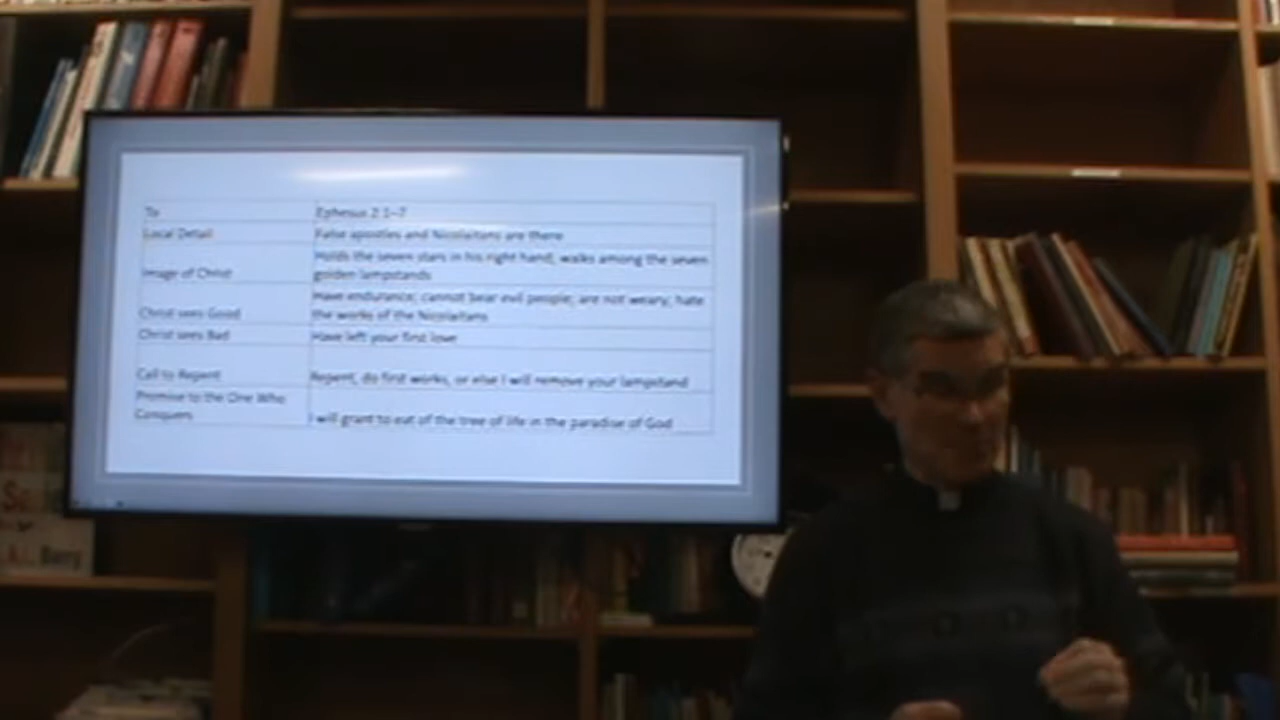 To Ephesus 2:1–7
Local Detail False apostles and Nicolaitans are there
Holds the seven stars in his right hand; walks among the seven
Image of Christ golden lampstands
Have endurance; cannot bear evil people; are not weary; hate
Christ sees Good the works of the Nicolaitans
Christ sees Bad Have left your first love
Call to Repent Repent, do first works, or else I will remove your lampstand
Promise to the One Who
Conquers I will grant to eat of the tree of life in the paradise of God
Berg